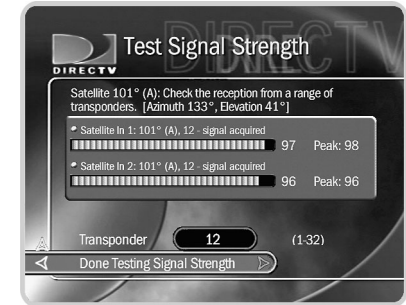 DIRECTV
Test Signal Strength
DIRECTV
Satellite 101° (A): Check the reception from a range of
transponders. [Azimuth 133°, Elevation 41°]
Satellite In 1: 101° (A), 12 - signal acquired
97 Peak: 98
Satellite In 2: 101° (A), 12 - signal acquired
96 Peak: 96
Transponder 12 (1-32)
Done Testing Signal Strength